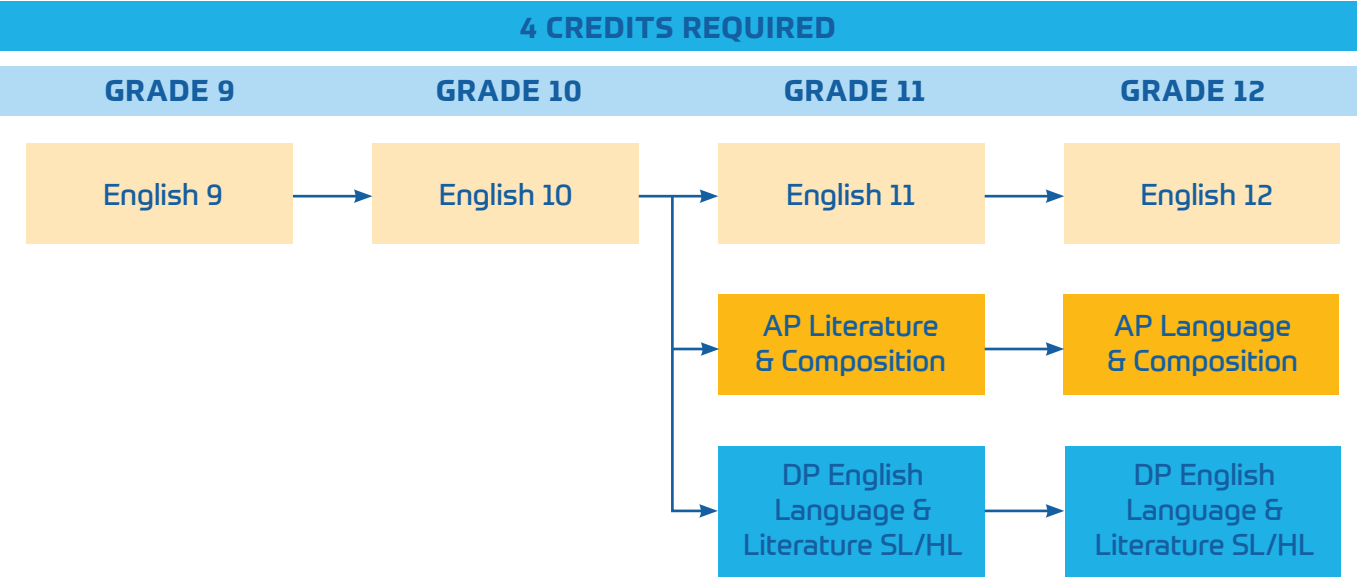 4 CREDITS REQUIRED
GRADE 9
GRADE 10
GRADE 11
GRADE 12
English 9
English 10
English 11
English 12
AP Literature
& Composition
AP Language
& Composition
DP English
Language &
Literature SL/HL
DP English
Language &
Literature SL/HL